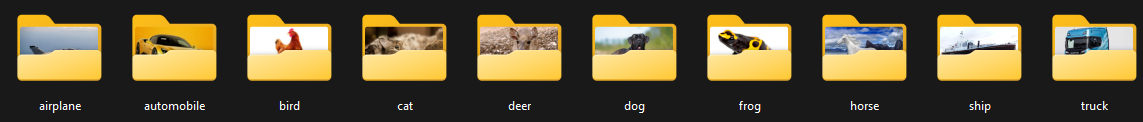 airplane automobile bird cat deer dog frog horse ship truck